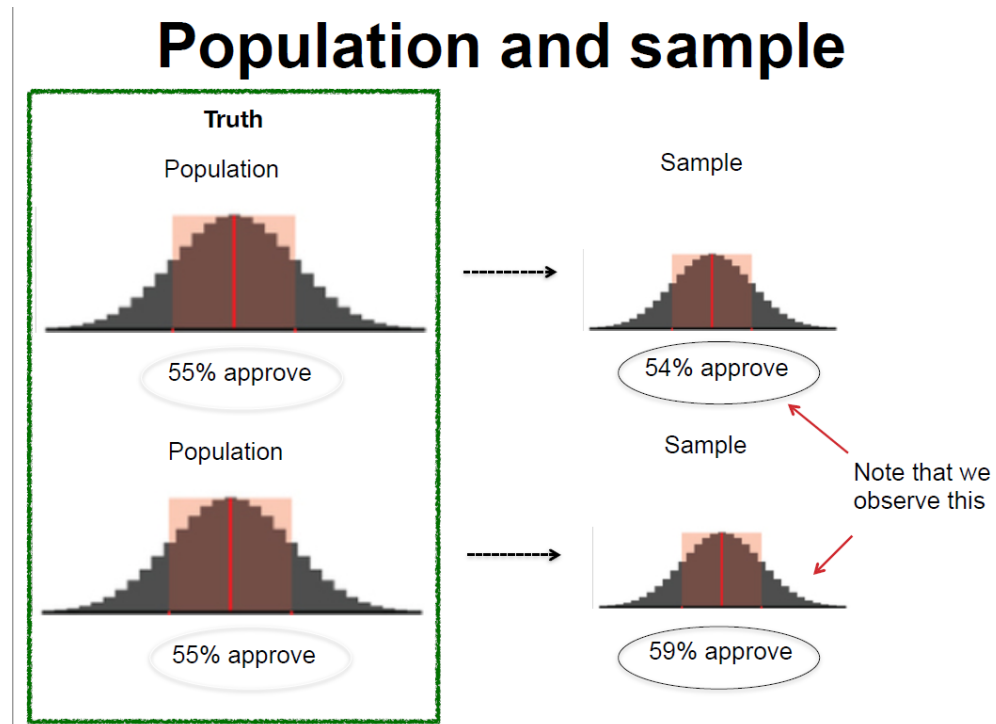 Population and sample
Truth
Population
Sample
55% approve
54% approve
Population
Sample
Note that we
observe this
55% approve
59% approve